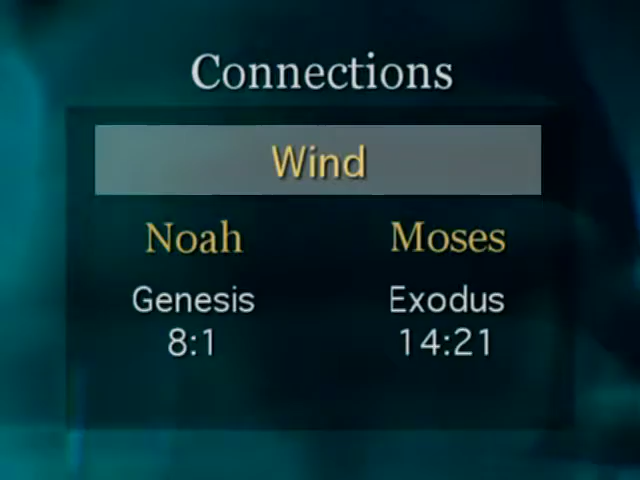 Connections
Wind
Noah Moses
Genesis Exodus
8:1 14:21